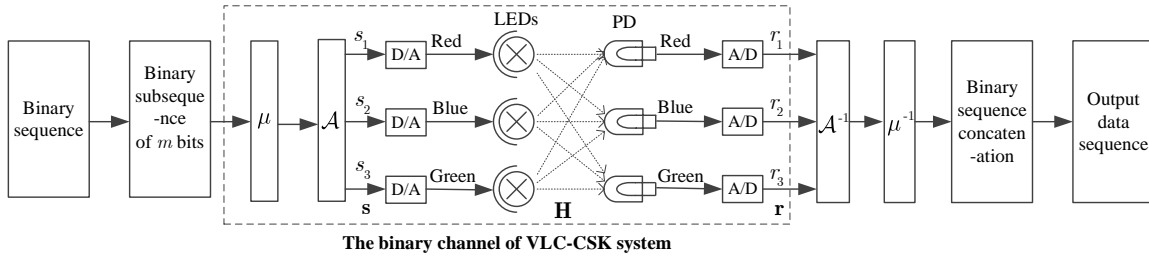 Binary
sequence
Binary
subseque
-nce
of m bits
μ
𝒜
s₁
s₂
s₃
s
D/A
D/A
D/A
Red
Blue
Green
LEDs
H
PD
Red
Blue
Green
A/D
A/D
A/D
r₁
r₂
r₃
r
𝒜⁻¹
μ⁻¹
Binary
sequence
concaten
-ation
Output
data
sequence
The binary channel of VLC-CSK system